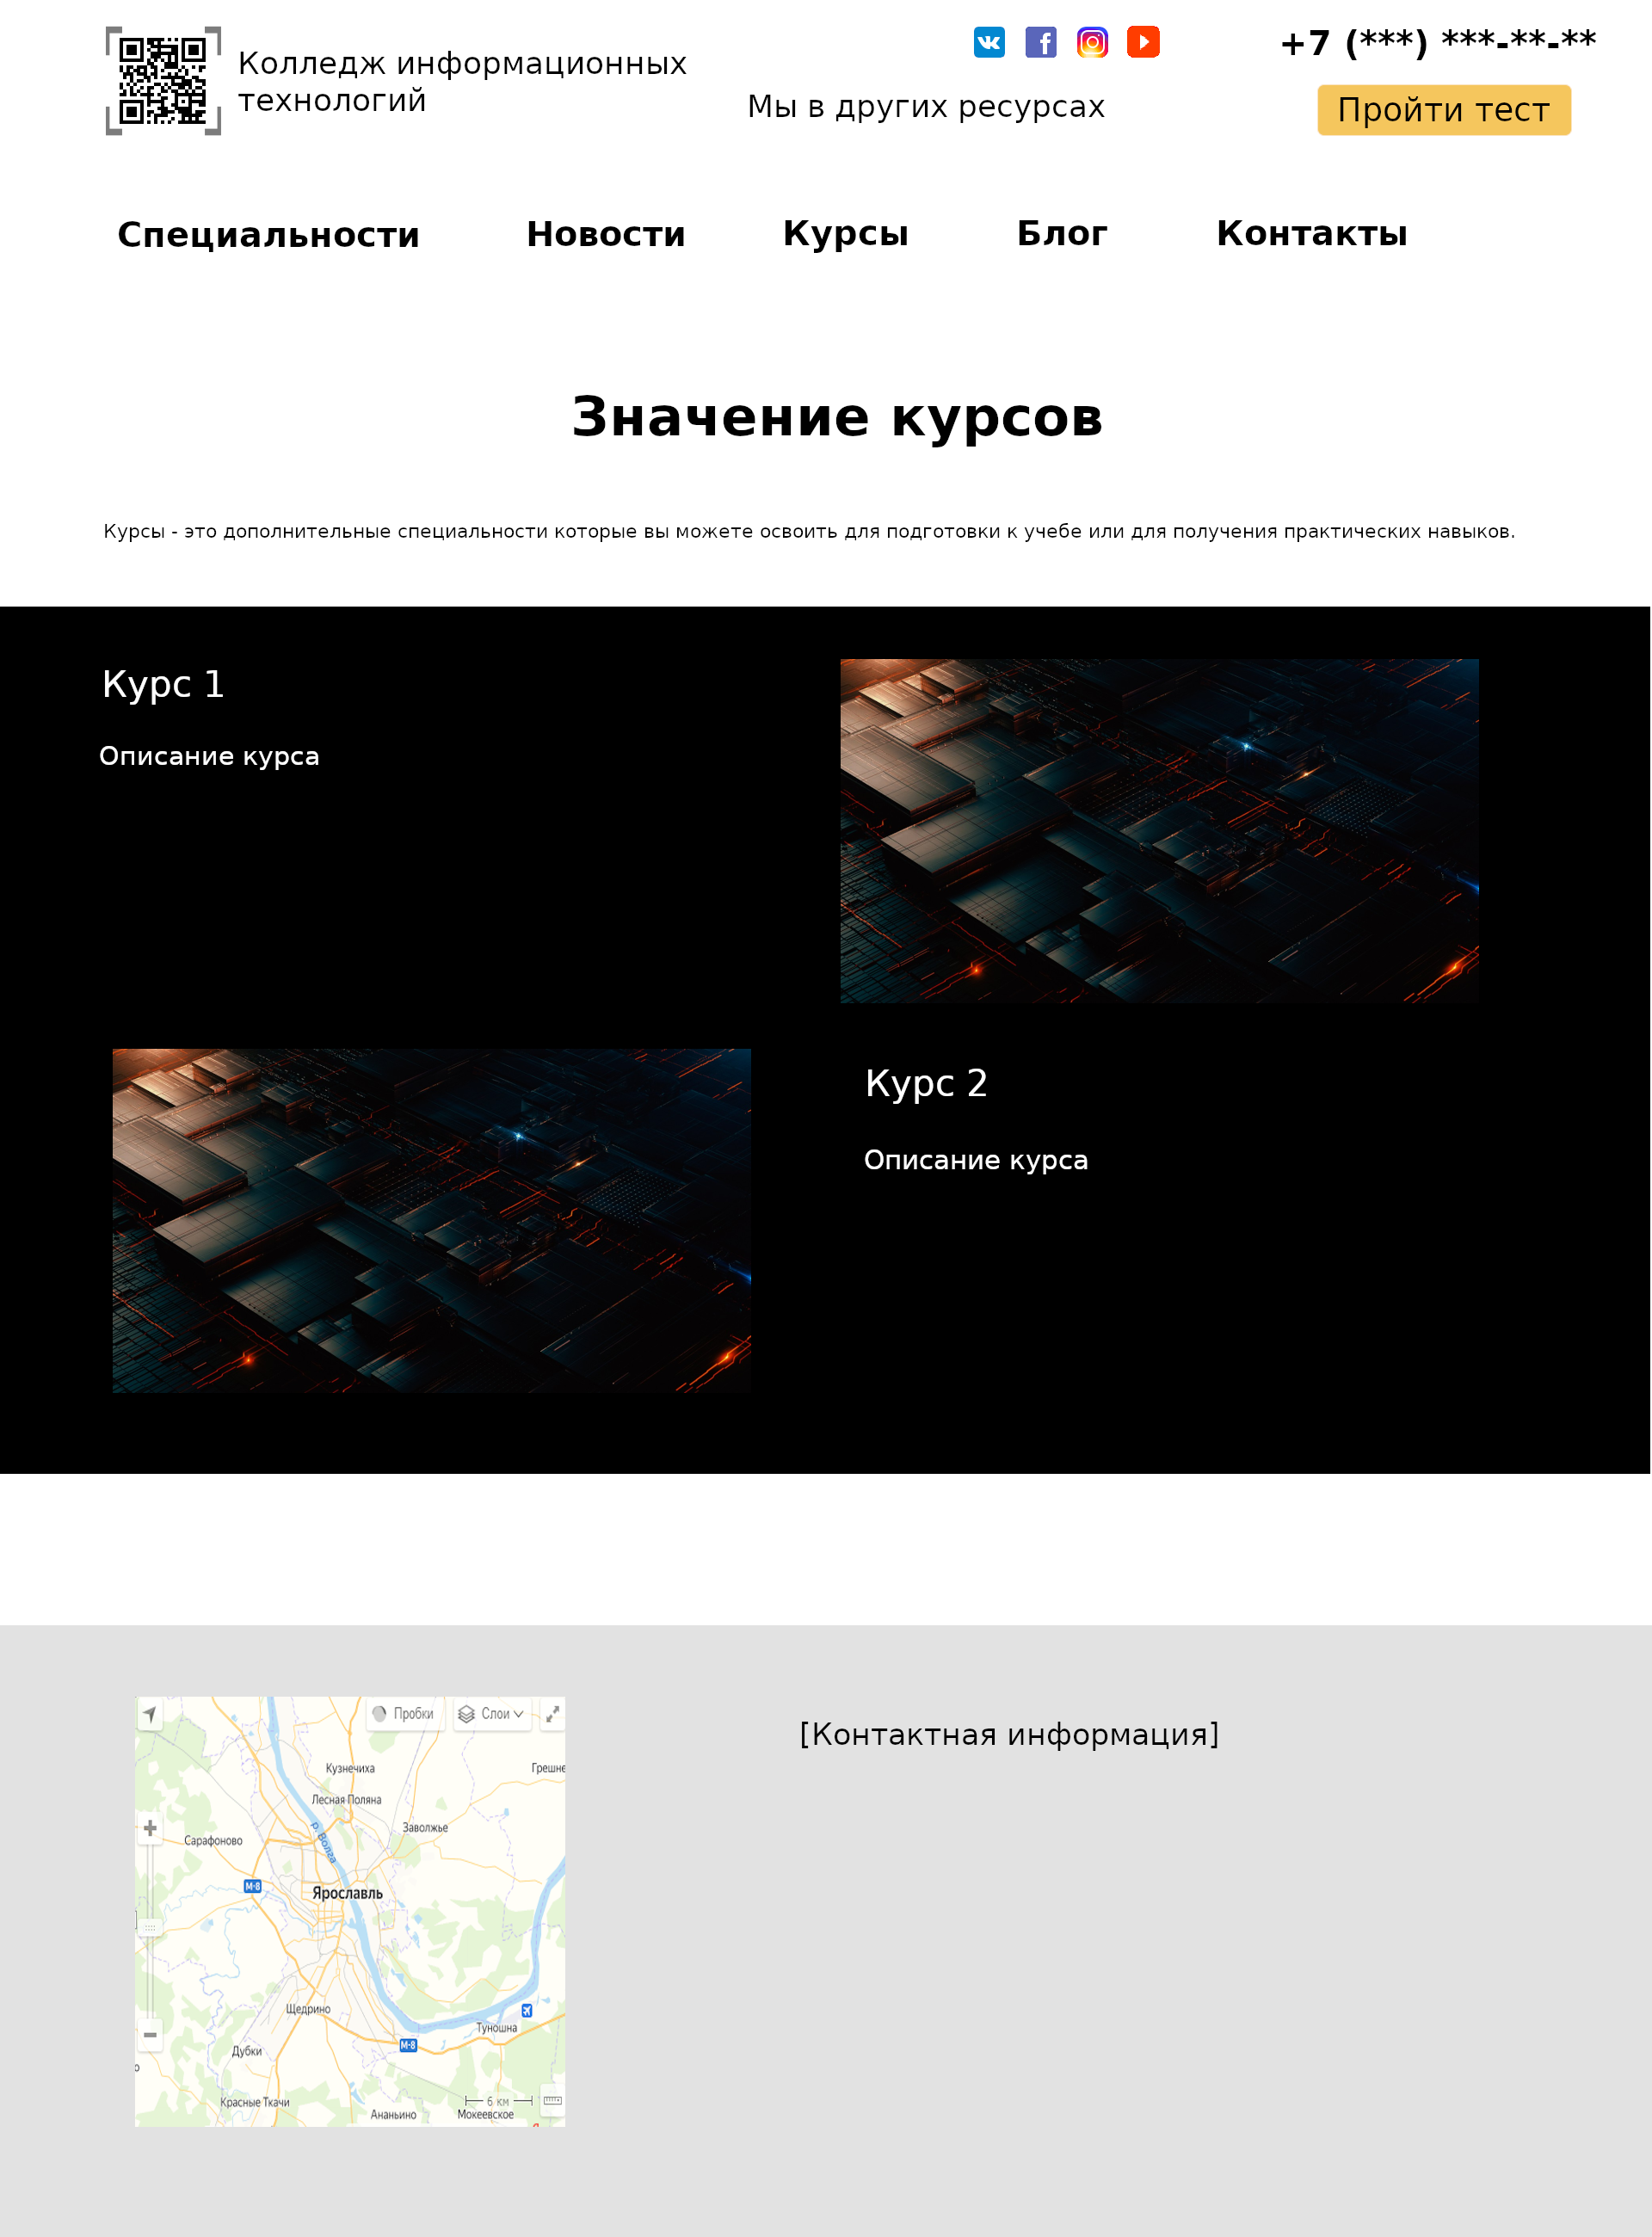 Колледж информационных
технологий
Мы в других ресурсах
+7 (***) ***-**-**
Пройти тест
Специальности
Новости
Курсы
Блог
Контакты
Значение курсов
Курсы - это дополнительные специальности которые вы можете освоить для подготовки к учебе или для получения практических навыков.
Курс 1
Описание курса
Курс 2
Описание курса
Пробки
Слои
Кузнечиха
Грешне
Лесная Поляна
Заволжье
р. Волга
Сарафоново
М-8
Ярославль
Щедрино
Туношна
М-8
Дубки
Красные Ткачи
6 км
Ананьино
Мокеевское
[Контактная информация]